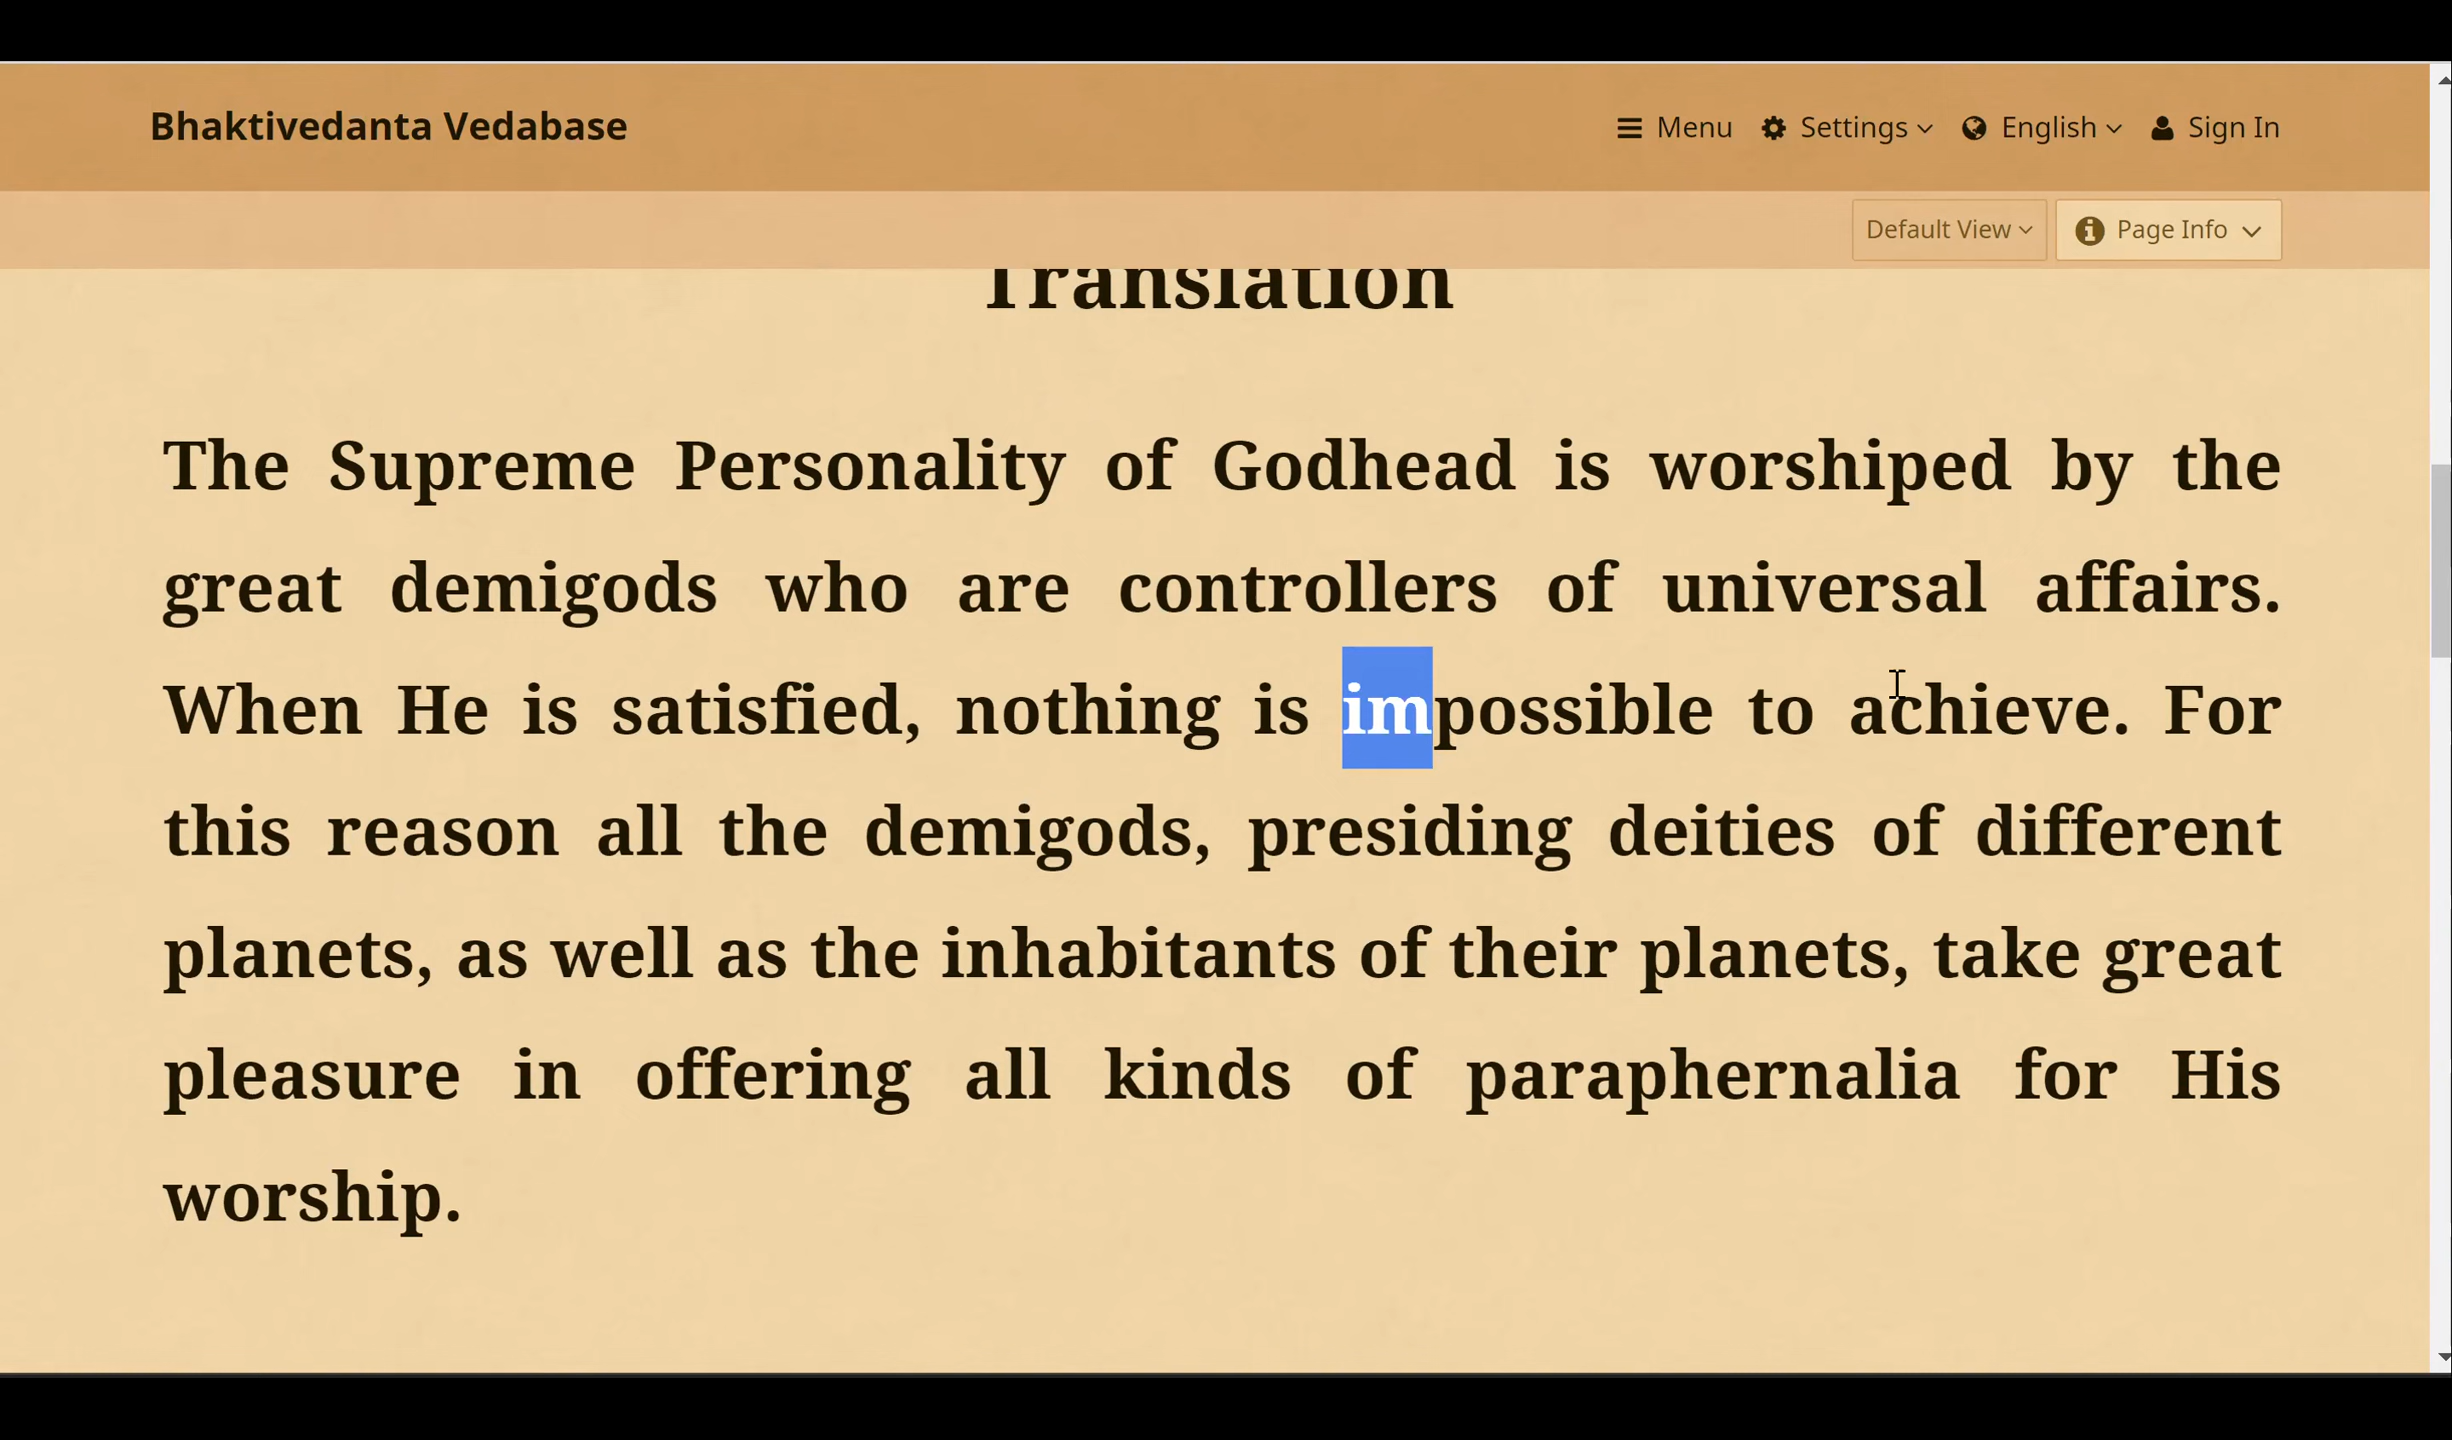 Bhaktivedanta Vedabase
Menu Settings English Sign In
Default View Page Info
Translation
The Supreme Personality of Godhead is worshiped by the
great demigods who are controllers of universal affairs.
When He is satisfied, nothing is impossible to achieve. For
this reason all the demigods, presiding deities of different
planets, as well as the inhabitants of their planets, take great
pleasure in offering all kinds of paraphernalia for His
worship.